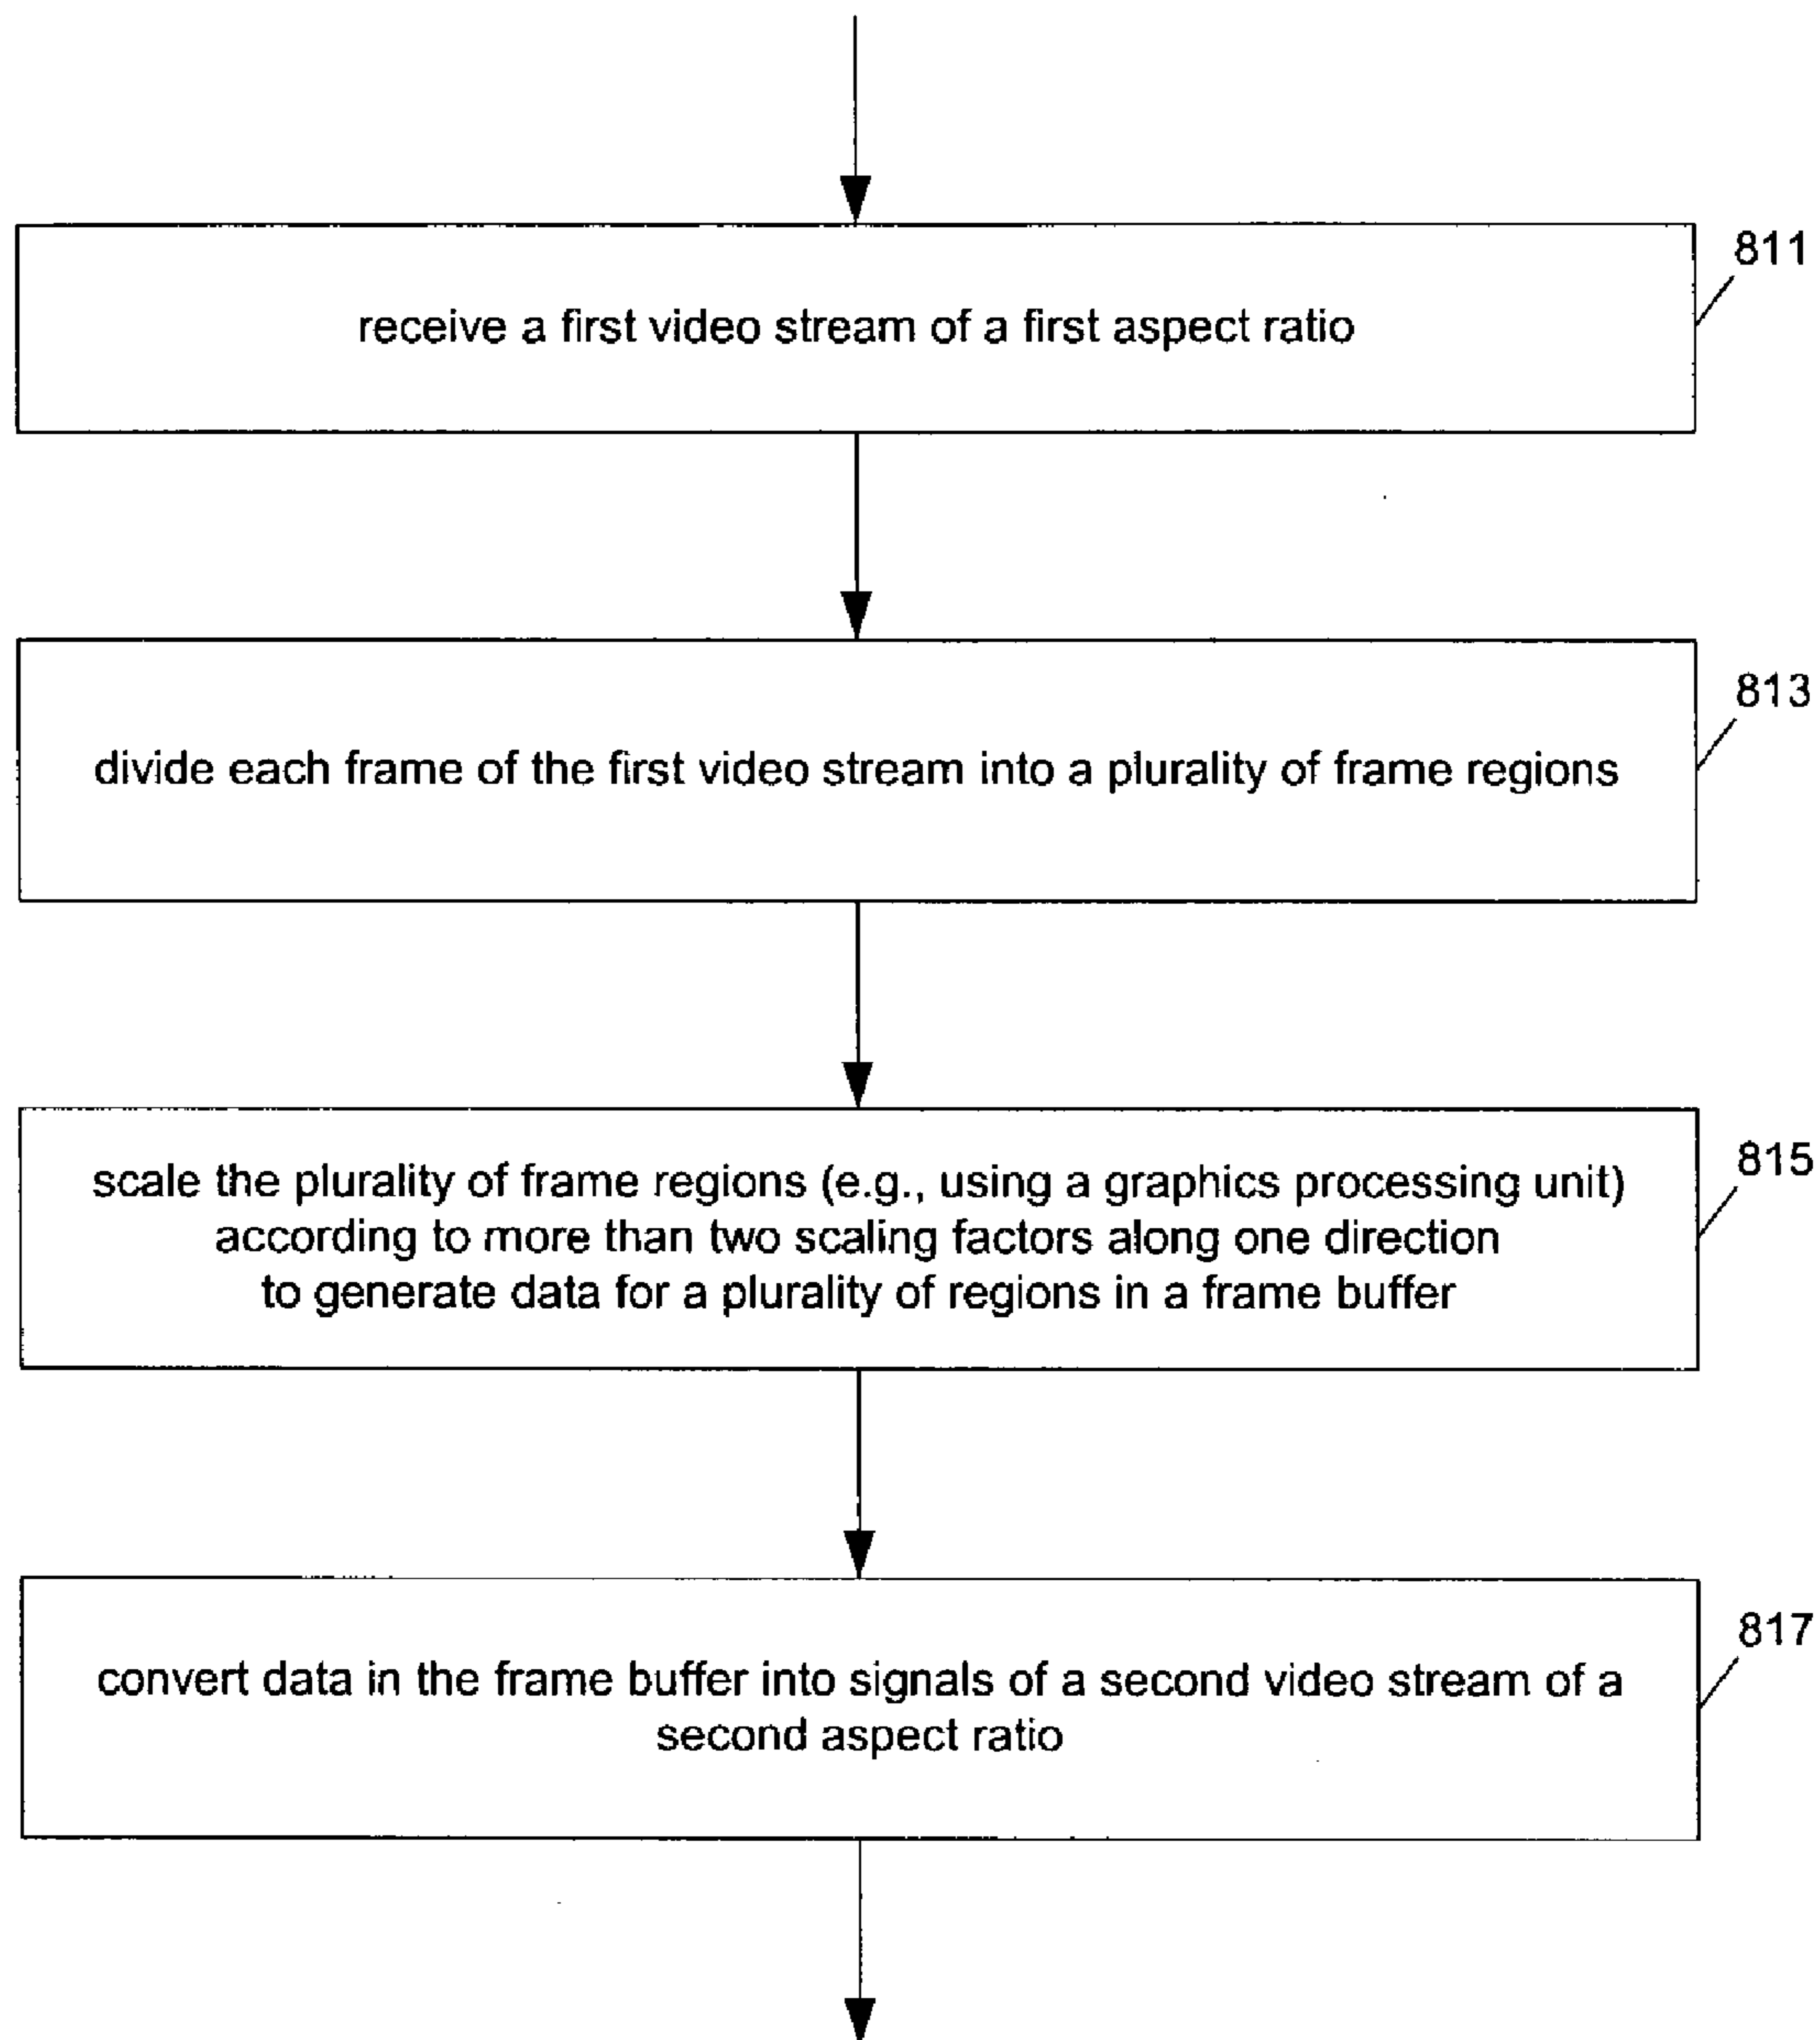 811
receive a first video stream of a first aspect ratio
813
divide each frame of the first video stream into a plurality of frame regions
815
scale the plurality of frame regions (e.g., using a graphics processing unit)
according to more than two scaling factors along one direction
to generate data for a plurality of regions in a frame buffer
817
convert data in the frame buffer into signals of a second video stream of a
second aspect ratio